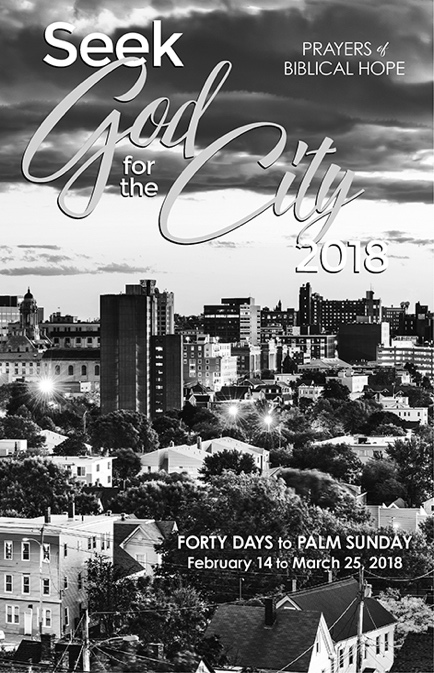 Seek
God
for
the
City
2018
PRAYERS of
BIBLICAL HOPE
FORTY DAYS to PALM SUNDAY
February 14 to March 25, 2018